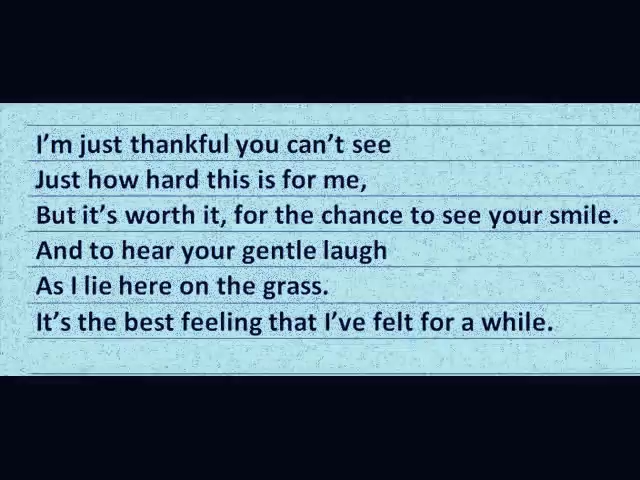 I’m just thankful you can’t see
Just how hard this is for me,
But it’s worth it, for the chance to see your smile.
And to hear your gentle laugh
As I lie here on the grass.
It’s the best feeling that I’ve felt for a while.